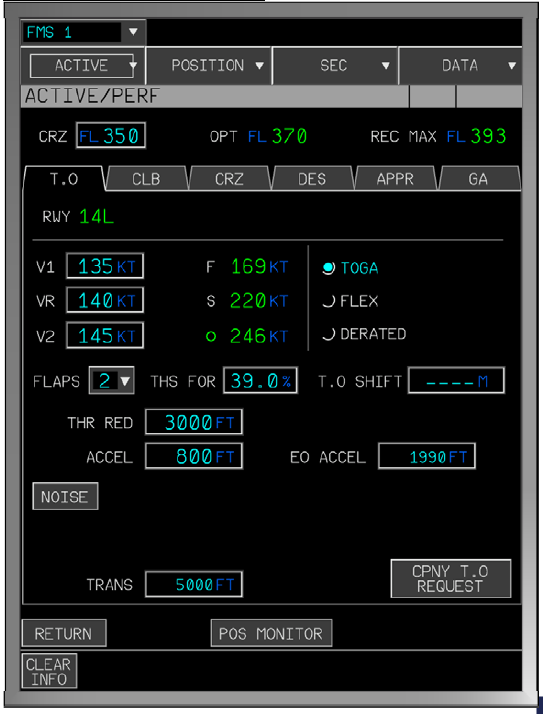 FMS 1
ACTIVE POSITION SEC DATA
ACTIVE/PERF
CRZ FL 350 OPT FL 370 REC MAX FL 393
T.O CLB CRZ DES APPR GA
RWY 14L
V1 135 KT F 169 KT TOGA
VR 140 KT S 220 KT FLEX
V2 145 KT O 246 KT DERATED
FLAPS 2 THS FOR 39.0 % T.O SHIFT ---- M
THR RED 3000 FT
ACCEL 800 FT EO ACCEL 1990 FT
NOISE
TRANS 5000 FT
CPNY T.O
REQUEST
RETURN POS MONITOR
CLEAR
INFO